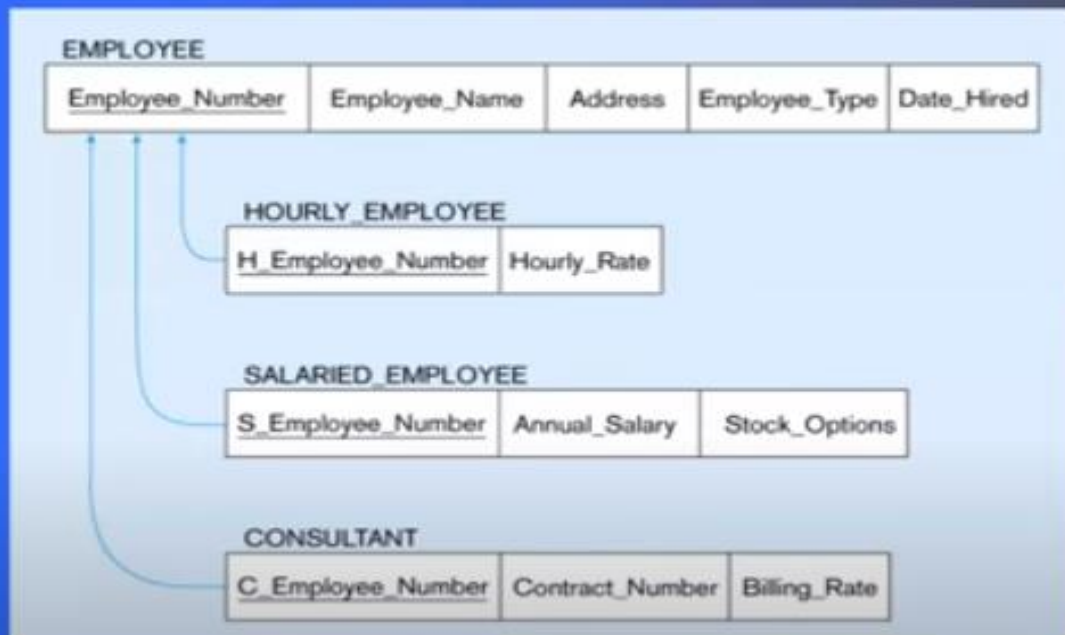 EMPLOYEE
Employee_Number Employee_Name Address Employee_Type Date_Hired
HOURLY_EMPLOYEE
H_Employee_Number Hourly_Rate
SALARIED_EMPLOYEE
S_Employee_Number Annual_Salary Stock_Options
CONSULTANT
C_Employee_Number Contract_Number Billing_Rate